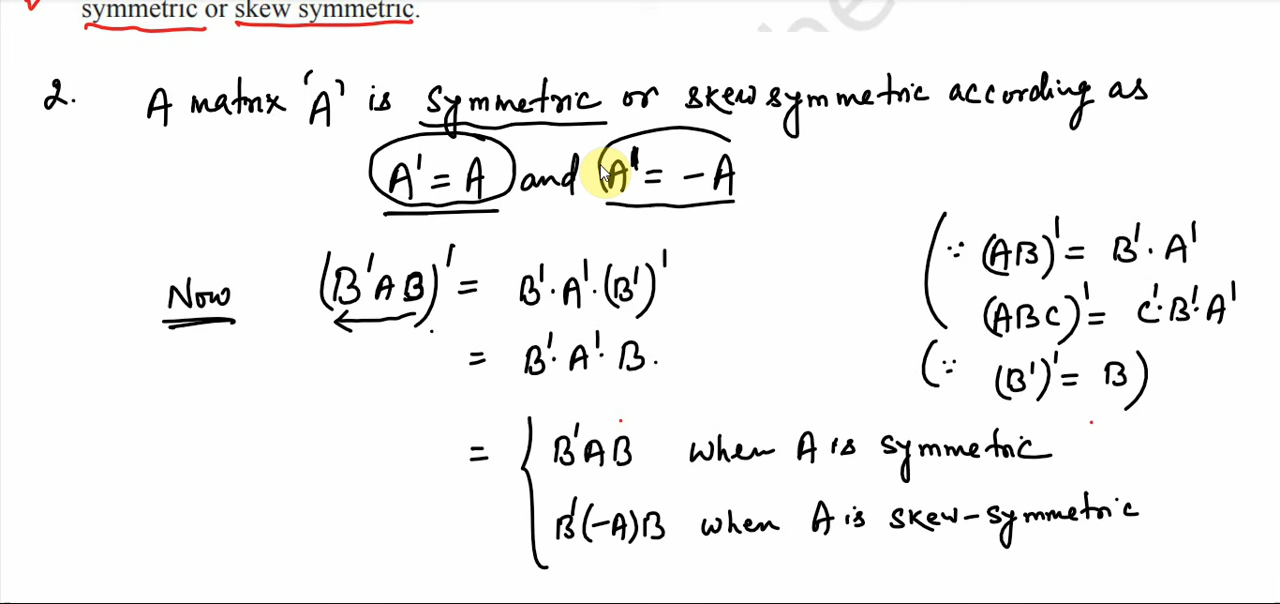 symmetric or skew symmetric.
2. A matrix 'A' is symmetric or skew symmetric according as
A' = A and A' = -A
Now (B'AB)' = B'·A'·(B')'
(∵ (AB)' = B'·A'
(ABC)' = C'·B'·A'
= B'·A'·B.
(∵ (B')' = B)
= { B'AB when A is symmetric
B'(-A)B when A is skew-symmetric